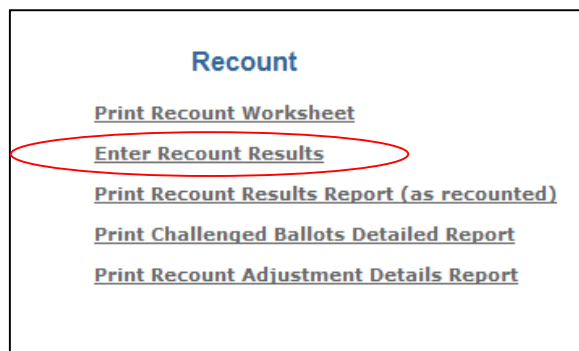 Recount
Print Recount Worksheet
Enter Recount Results
Print Recount Results Report (as recounted)
Print Challenged Ballots Detailed Report
Print Recount Adjustment Details Report